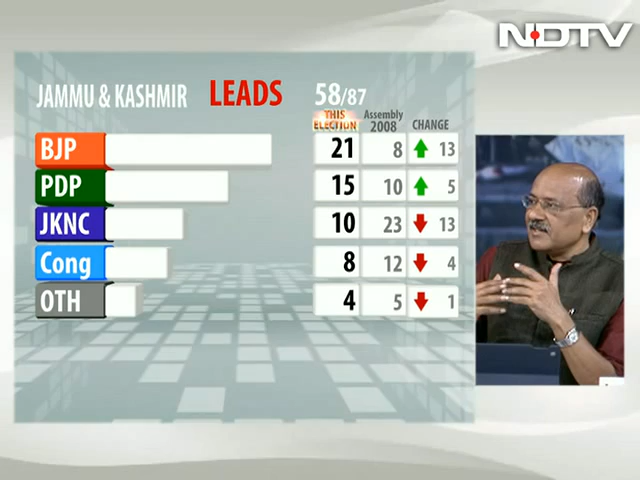 NDTV
JAMMU & KASHMIR LEADS 58/87
THIS ELECTION Assembly 2008 CHANGE
BJP 21 8 13
PDP 15 10 5
JKNC 10 23 13
Cong 8 12 4
OTH 4 5 1